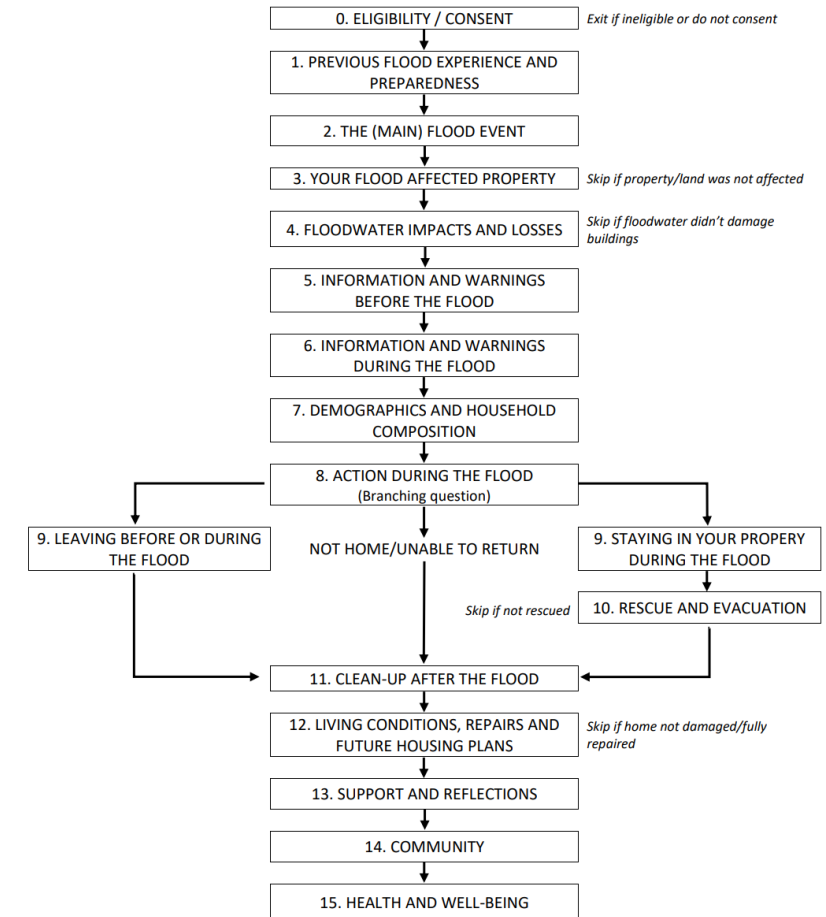 0. ELIGIBILITY / CONSENT
Exit if ineligible or do not consent
1. PREVIOUS FLOOD EXPERIENCE AND
PREPAREDNESS
2. THE (MAIN) FLOOD EVENT
3. YOUR FLOOD AFFECTED PROPERTY
Skip if property/land was not affected
4. FLOODWATER IMPACTS AND LOSSES
Skip if floodwater didn’t damage
buildings
5. INFORMATION AND WARNINGS
BEFORE THE FLOOD
6. INFORMATION AND WARNINGS
DURING THE FLOOD
7. DEMOGRAPHICS AND HOUSEHOLD
COMPOSITION
8. ACTION DURING THE FLOOD
(Branching question)
9. LEAVING BEFORE OR DURING
THE FLOOD
NOT HOME/UNABLE TO RETURN
9. STAYING IN YOUR PROPERY
DURING THE FLOOD
Skip if not rescued
10. RESCUE AND EVACUATION
11. CLEAN-UP AFTER THE FLOOD
12. LIVING CONDITIONS, REPAIRS AND
FUTURE HOUSING PLANS
Skip if home not damaged/fully
repaired
13. SUPPORT AND REFLECTIONS
14. COMMUNITY
15. HEALTH AND WELL-BEING